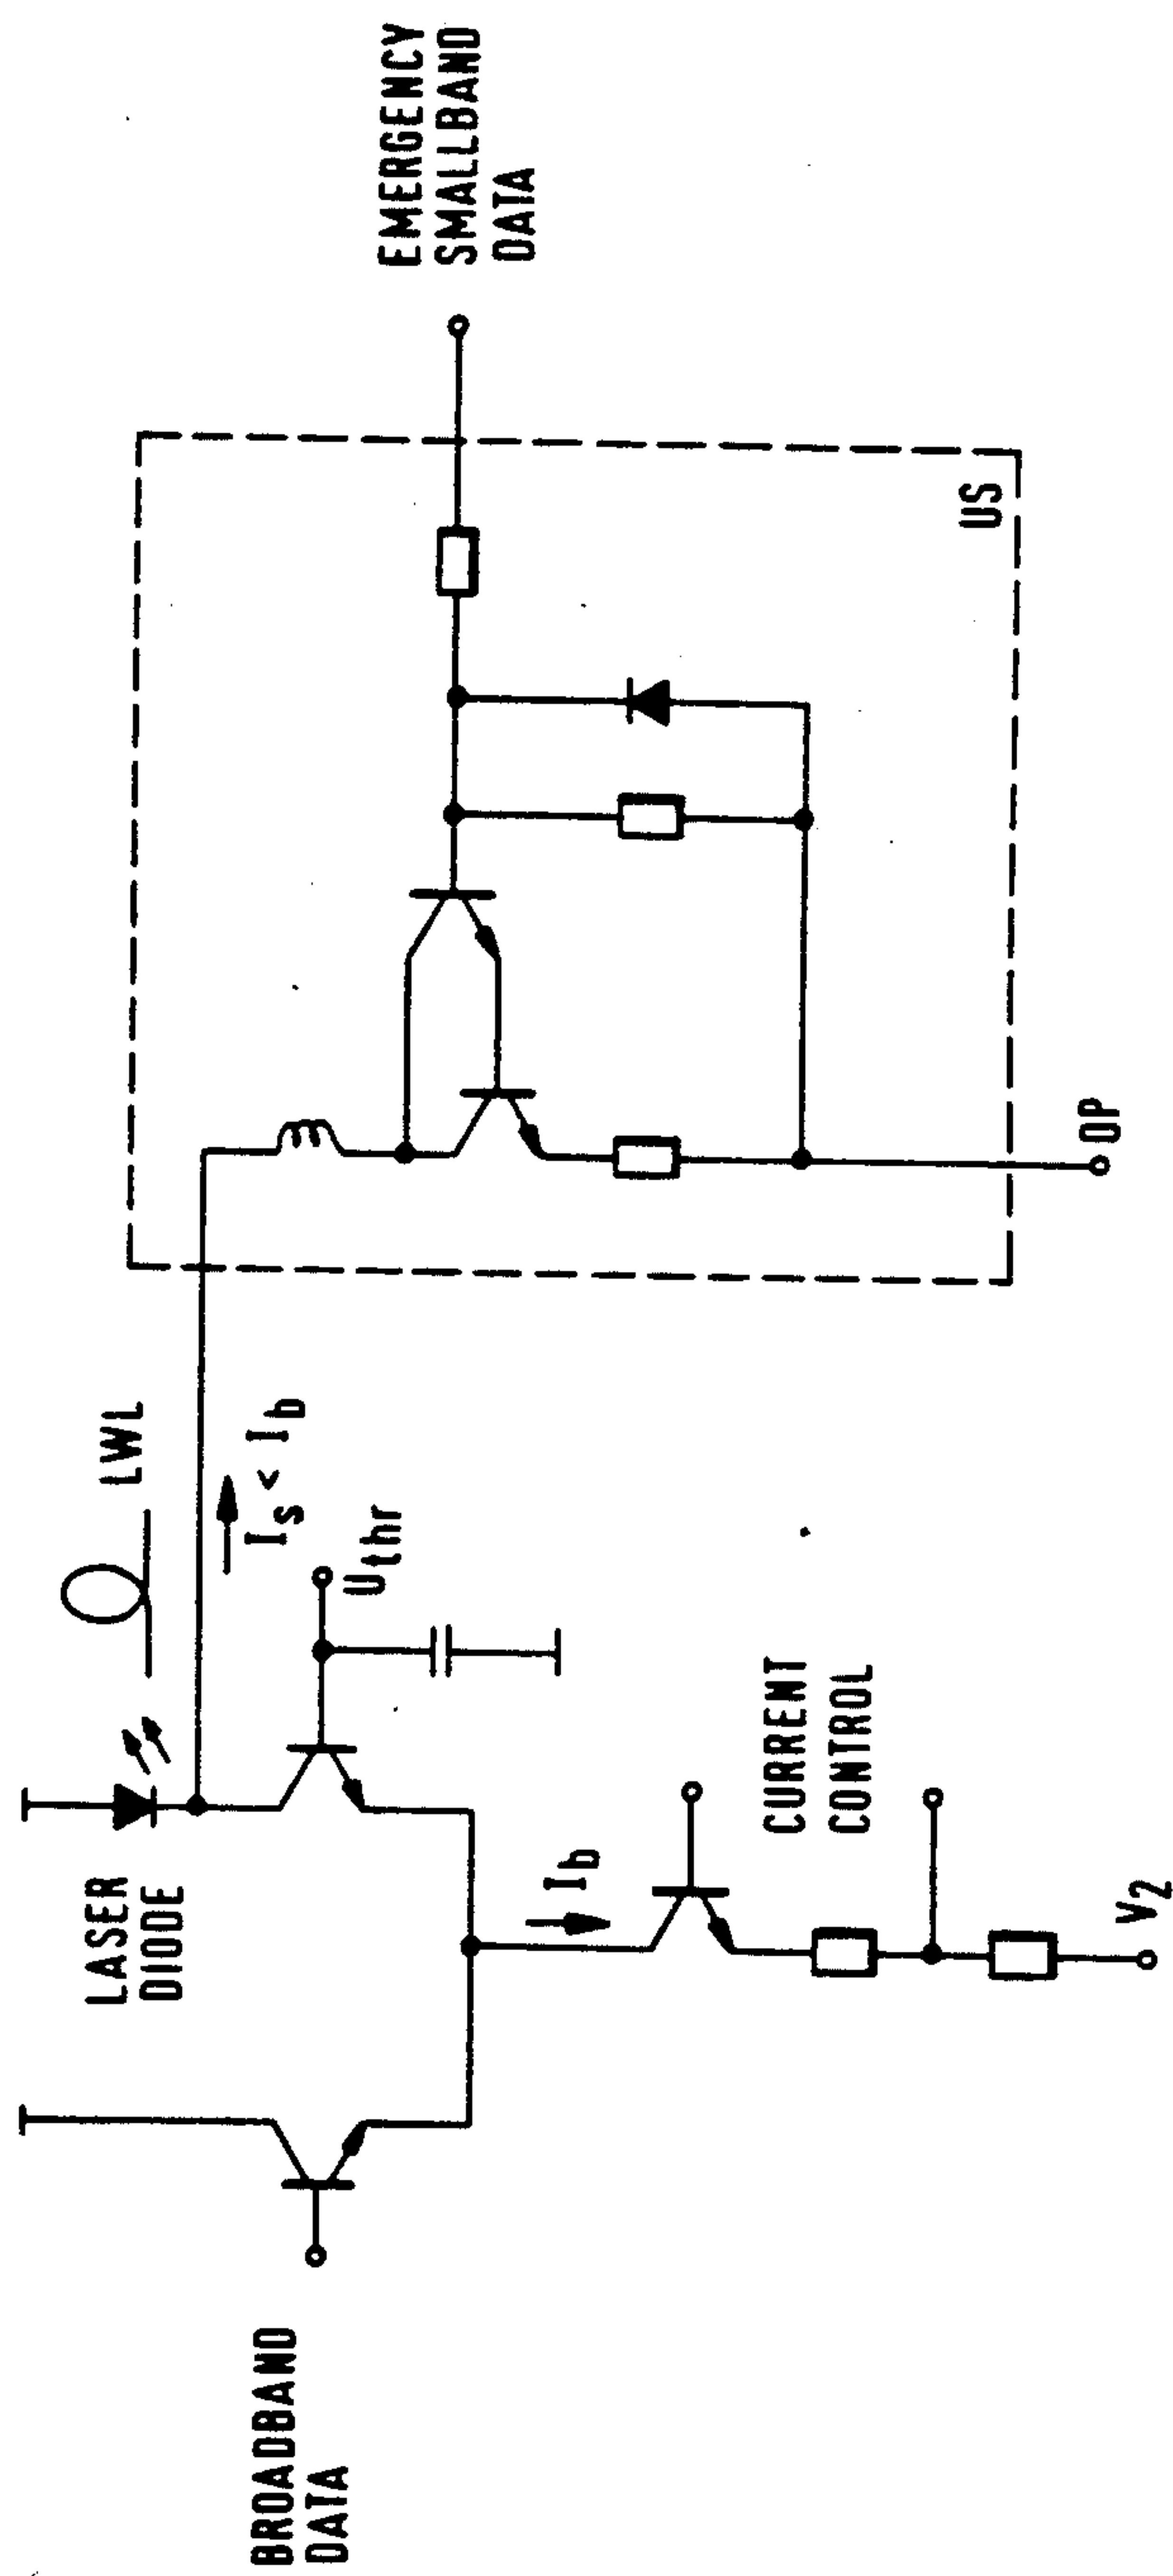 BROADBAND
DATA
LASER
DIODE
LWL
I_s < I_b
U_thr
I_b
CURRENT
CONTROL
V_2
EMERGENCY
SMALLBAND
DATA
US
OP